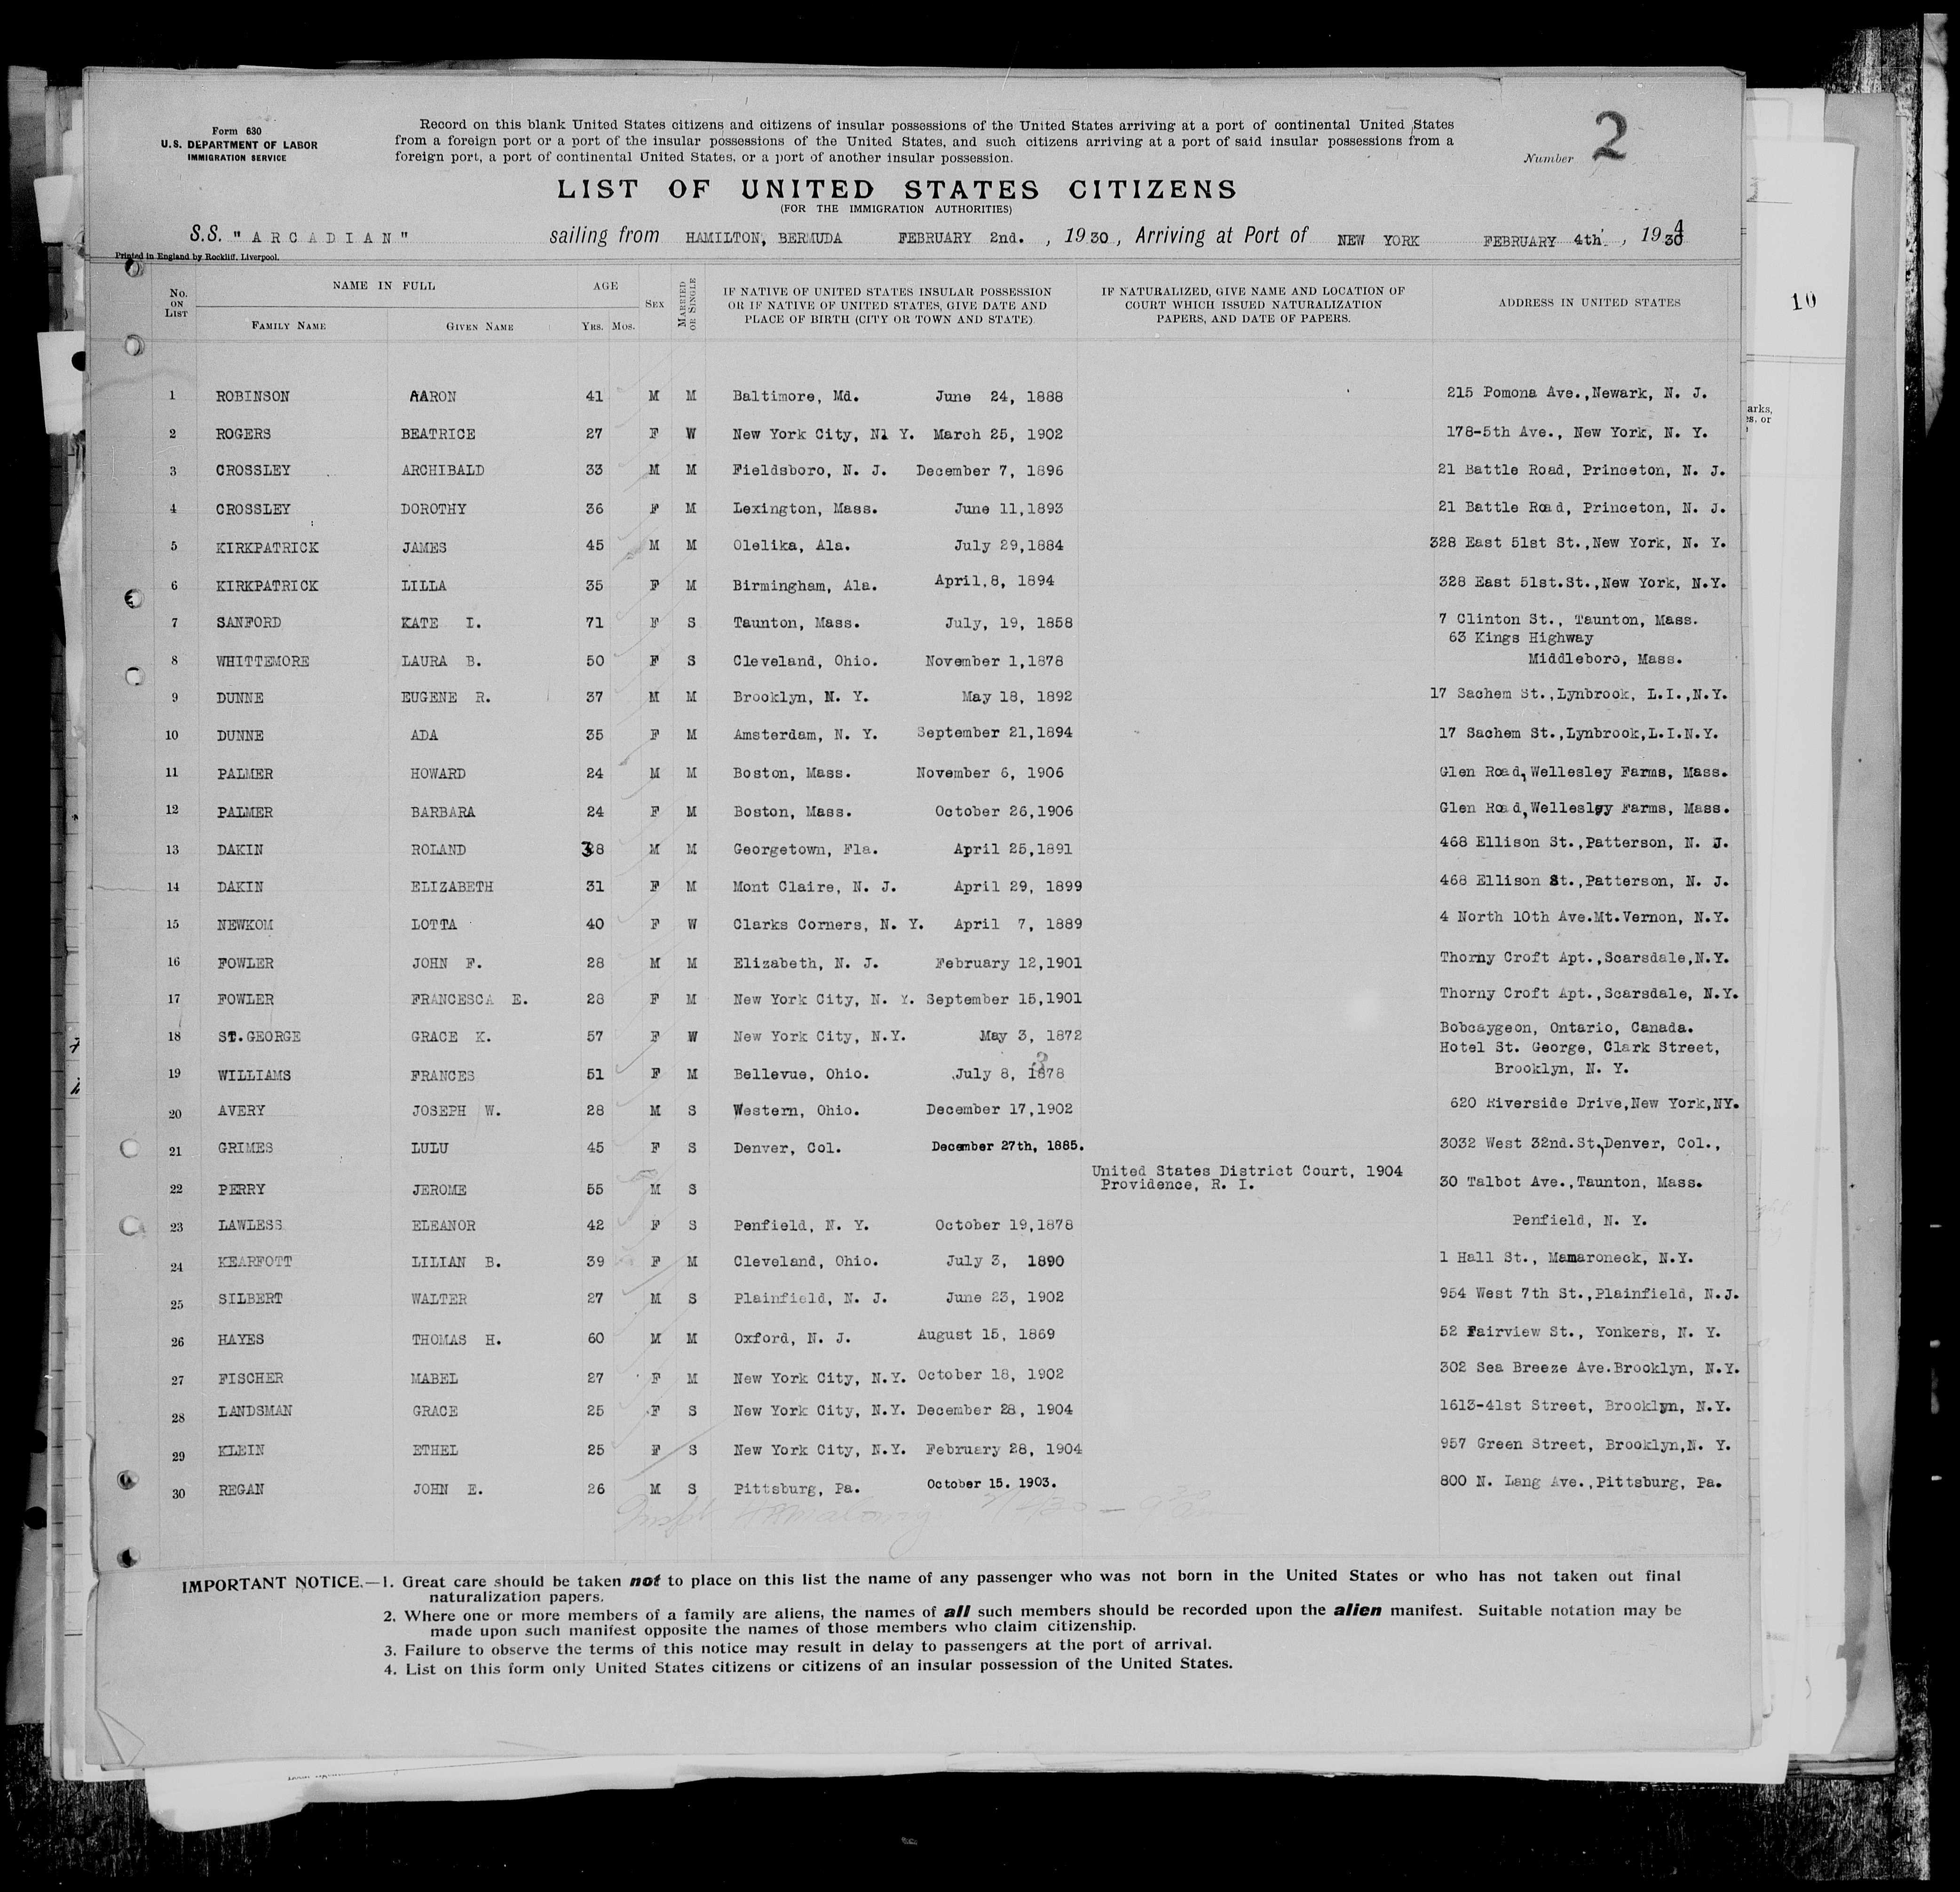 Form 630
U.S. DEPARTMENT OF LABOR
IMMIGRATION SERVICE
Record on this blank United States citizens and citizens of insular possessions of the United States arriving at a port of continental United States
from a foreign port or a port of the insular possessions of the United States, and such citizens arriving at a port of said insular possessions from a
foreign port, a port of continental United States, or a port of another insular possession.
Number 2
LIST OF UNITED STATES CITIZENS
(FOR THE IMMIGRATION AUTHORITIES)
S.S. "ARCADIAN" sailing from HAMILTON, BERMUDA FEBRUARY 2nd. , 1930, Arriving at Port of NEW YORK FEBRUARY 4th , 1930
4
Printed in England by Rockliff, Liverpool.
No. ON LIST NAME IN FULL AGE SEX MARRIED OR SINGLE IF NATIVE OF UNITED STATES INSULAR POSSESSION OR IF NATIVE OF UNITED STATES, GIVE DATE AND PLACE OF BIRTH (CITY OR TOWN AND STATE) IF NATURALIZED, GIVE NAME AND LOCATION OF COURT WHICH ISSUED NATURALIZATION PAPERS, AND DATE OF PAPERS. ADDRESS IN UNITED STATES
FAMILY NAME GIVEN NAME YRS. MOS.
10
arks,
es. or
1 ROBINSON AARON 41 M M Baltimore, Md. June 24, 1888 215 Pomona Ave.,Newark, N. J.
2 ROGERS BEATRICE 27 F W New York City, N1 Y. March 25, 1902 178-5th Ave., New York, N. Y.
3 CROSSLEY ARCHIBALD 33 M M Fieldsboro, N. J. December 7, 1896 21 Battle Road, Princeton, N. J.
4 CROSSLEY DOROTHY 36 F M Lexington, Mass. June 11,1893 21 Battle Road, Princeton, N. J.
5 KIRKPATRICK JAMES 45 M M Olelika, Ala. July 29,1884 328 East 51st St.,New York, N. Y.
6 KIRKPATRICK LILLA 35 F M Birmingham, Ala. April,8, 1894 328 East 51st.St.,New York, N.Y.
7 SANFORD KATE I. 71 F S Taunton, Mass. July, 19, 1858 7 Clinton St., Taunton, Mass.
63 Kings Highway
8 WHITTEMORE LAURA B. 50 F S Cleveland, Ohio. November 1,1878 Middleboro, Mass.
9 DUNNE EUGENE R. 37 M M Brooklyn, N. Y. May 18, 1892 17 Sachem St.,Lynbrook, L.I.,N.Y.
10 DUNNE ADA 35 F M Amsterdam, N. Y. September 21,1894 17 Sachem St.,Lynbrook,L.I.N.Y.
11 PALMER HOWARD 24 M M Boston, Mass. November 6, 1906 Glen Road,Wellesley Farms, Mass.
12 PALMER BARBARA 24 F M Boston, Mass. October 26,1906 Glen Road,Wellesley Farms, Mass.
13 DAKIN ROLAND 38 M M Georgetown, Fla. April 25,1891 468 Ellison St.,Patterson, N. J.
14 DAKIN ELIZABETH 31 F M Mont Claire, N. J. April 29, 1899 468 Ellison St.,Patterson, N. J.
15 NEWKOM LOTTA 40 F W Clarks Corners, N. Y. April 7, 1889 4 North 10th Ave.Mt.Vernon, N.Y.
16 FOWLER JOHN F. 28 M M Elizabeth, N. J. February 12,1901 Thorny Croft Apt.,Scarsdale,N.Y.
17 FOWLER FRANCESCA E. 28 F M New York City, N. Y. September 15,1901 Thorny Croft Apt.,Scarsdale, N.Y.
18 ST.GEORGE GRACE K. 57 F W New York City, N.Y. May 3, 1872 Bobcaygeon, Ontario, Canada.
Hotel St. George, Clark Street,
3
19 WILLIAMS FRANCES 51 F M Bellevue, Ohio. July 8, 1878 Brooklyn, N. Y.
20 AVERY JOSEPH W. 28 M S Western, Ohio. December 17,1902 620 Riverside Drive,New York,NY.
21 GRIMES LULU 45 F S Denver, Col. December 27th, 1885. 3032 West 32nd.St,Denver, Col.,
United States District Court, 1904
22 PERRY JEROME 55 M S Providence, R. I. 30 Talbot Ave.,Taunton, Mass.
23 LAWLESS ELEANOR 42 F S Penfield, N. Y. October 19,1878 Penfield, N. Y.
24 KEARFOTT LILIAN B. 39 F M Cleveland, Ohio. July 3, 1890 1 Hall St., Mamaroneck, N.Y.
25 SILBERT WALTER 27 M S Plainfield, N. J. June 23, 1902 954 West 7th St.,Plainfield, N.J.
26 HAYES THOMAS H. 60 M M Oxford, N. J. August 15, 1869 52 Fairview St., Yonkers, N. Y.
27 FISCHER MABEL 27 F M New York City, N.Y. October 18, 1902 302 Sea Breeze Ave.Brooklyn, N.Y.
28 LANDSMAN GRACE 25 F S New York City, N.Y. December 28, 1904 1613-41st Street, Brooklyn, N.Y.
29 KLEIN ETHEL 25 F S New York City, N.Y. February 28, 1904 957 Green Street, Brooklyn,N. Y.
30 REGAN JOHN E. 26 M S Pittsburg, Pa. October 15. 1903. 800 N. Lang Ave.,Pittsburg, Pa.
IMPORTANT NOTICE.—1. Great care should be taken not to place on this list the name of any passenger who was not born in the United States or who has not taken out final
naturalization papers.
2. Where one or more members of a family are aliens, the names of all such members should be recorded upon the alien manifest. Suitable notation may be
made upon such manifest opposite the names of those members who claim citizenship.
3. Failure to observe the terms of this notice may result in delay to passengers at the port of arrival.
4. List on this form only United States citizens or citizens of an insular possession of the United States.